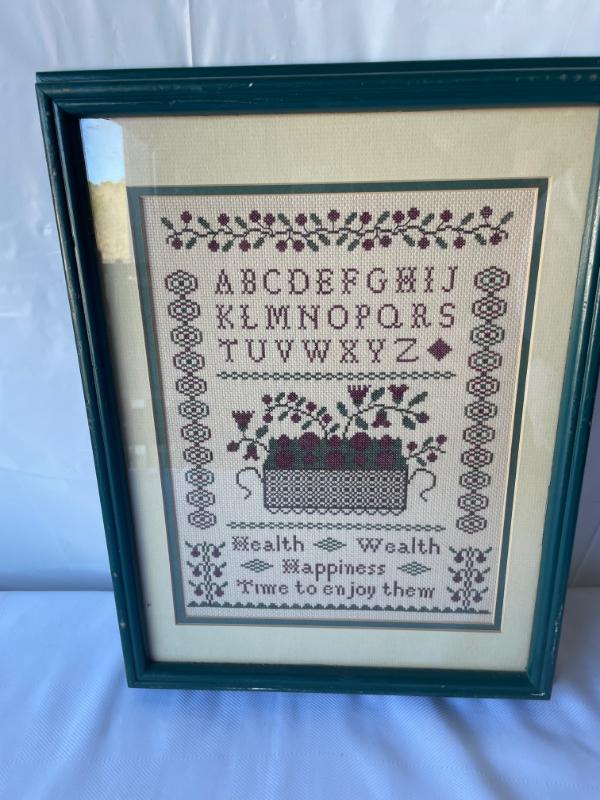 ABCDEFGHIJ
KLMNOPQRS
TUVWXYZ
Health Wealth
Happiness
Time to enjoy them